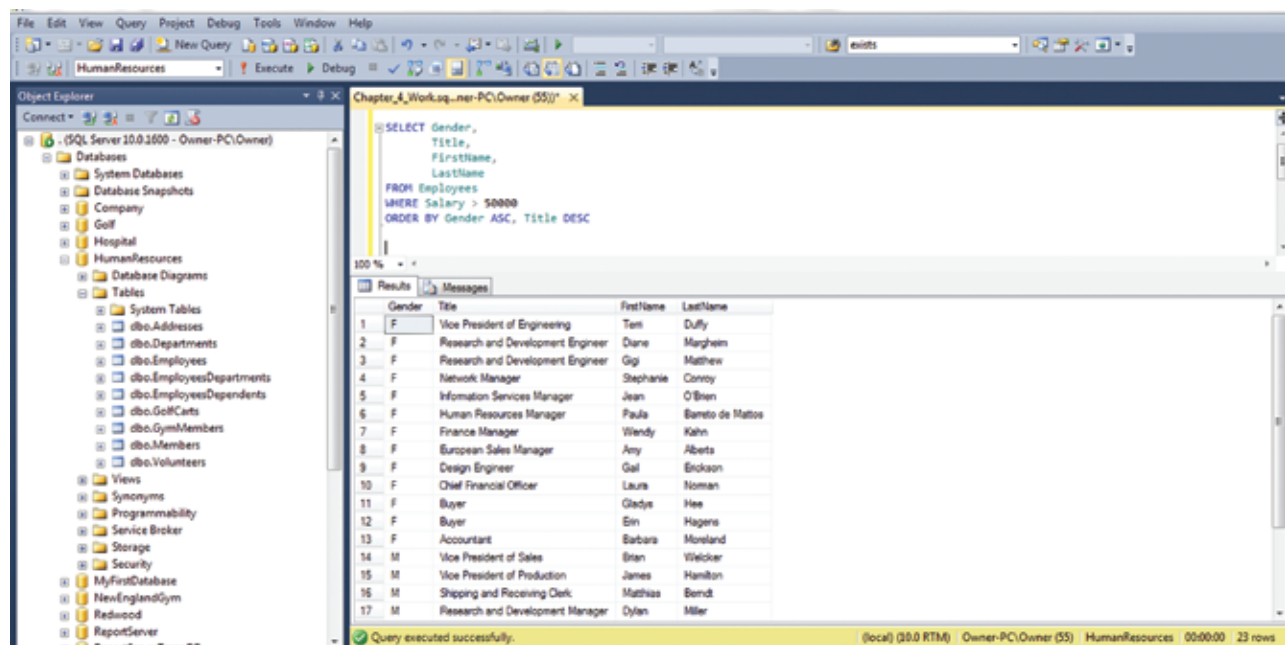 File Edit View Query Project Debug Tools Window Help
New Query exists
HumanResources Execute Debug
Object Explorer
Connect
. (SQL Server 10.0.1600 - Owner-PC\Owner)
Databases
System Databases
Database Snapshots
Company
Golf
Hospital
HumanResources
Database Diagrams
Tables
System Tables
dbo.Addresses
dbo.Departments
dbo.Employees
dbo.EmployeesDepartments
dbo.EmployeesDependents
dbo.GolfCarts
dbo.GymMembers
dbo.Members
dbo.Volunteers
Views
Synonyms
Programmability
Service Broker
Storage
Security
MyFirstDatabase
NewEnglandGym
Redwood
ReportServer
Chapter_4_Work.sq...ner-PC\Owner (55))*
SELECT Gender,
Title,
FirstName,
LastName
FROM Employees
WHERE Salary > 50000
ORDER BY Gender ASC, Title DESC
100 %
Results Messages
Gender Title FirstName LastName
1 F Vice President of Engineering Terri Duffy
2 F Research and Development Engineer Diane Margheim
3 F Research and Development Engineer Gigi Matthew
4 F Network Manager Stephanie Conroy
5 F Information Services Manager Jean O'Brien
6 F Human Resources Manager Paula Barreto de Mattos
7 F Finance Manager Wendy Kahn
8 F European Sales Manager Amy Alberts
9 F Design Engineer Gail Erickson
10 F Chief Financial Officer Laura Norman
11 F Buyer Gladys Hee
12 F Buyer Erin Hagens
13 F Accountant Barbara Moreland
14 M Vice President of Sales Brian Welcker
15 M Vice President of Production James Hamilton
16 M Shipping and Receiving Clerk Matthias Berndt
17 M Research and Development Manager Dylan Miller
Query executed successfully. (local) (10.0 RTM) Owner-PC\Owner (55) HumanResources 00:00:00 23 rows